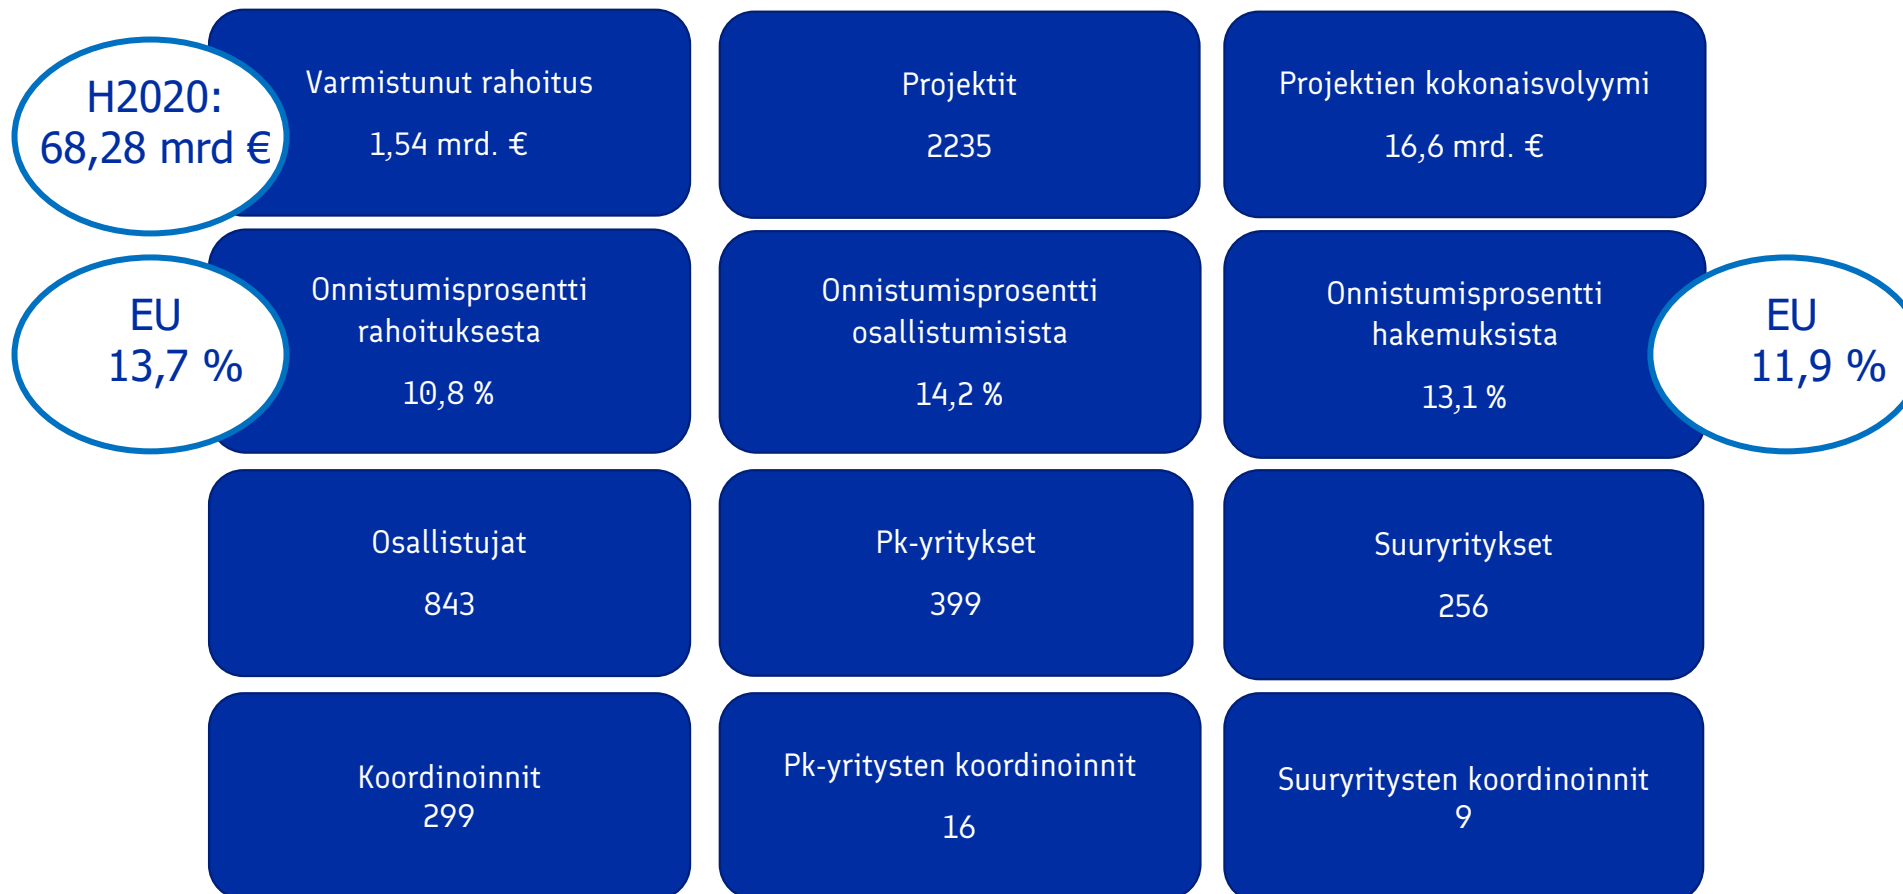 H2020:
68,28 mrd €
Varmistunut rahoitus
1,54 mrd. €
Projektit
2235
Projektien kokonaisvolyymi
16,6 mrd. €
EU
13,7 %
Onnistumisprosentti
rahoituksesta
10,8 %
Onnistumisprosentti
osallistumisista
14,2 %
Onnistumisprosentti
hakemuksista
13,1 %
EU
11,9 %
Osallistujat
843
Pk-yritykset
399
Suuryritykset
256
Koordinoinnit
299
Pk-yritysten koordinoinnit
16
Suuryritysten koordinoinnit
9